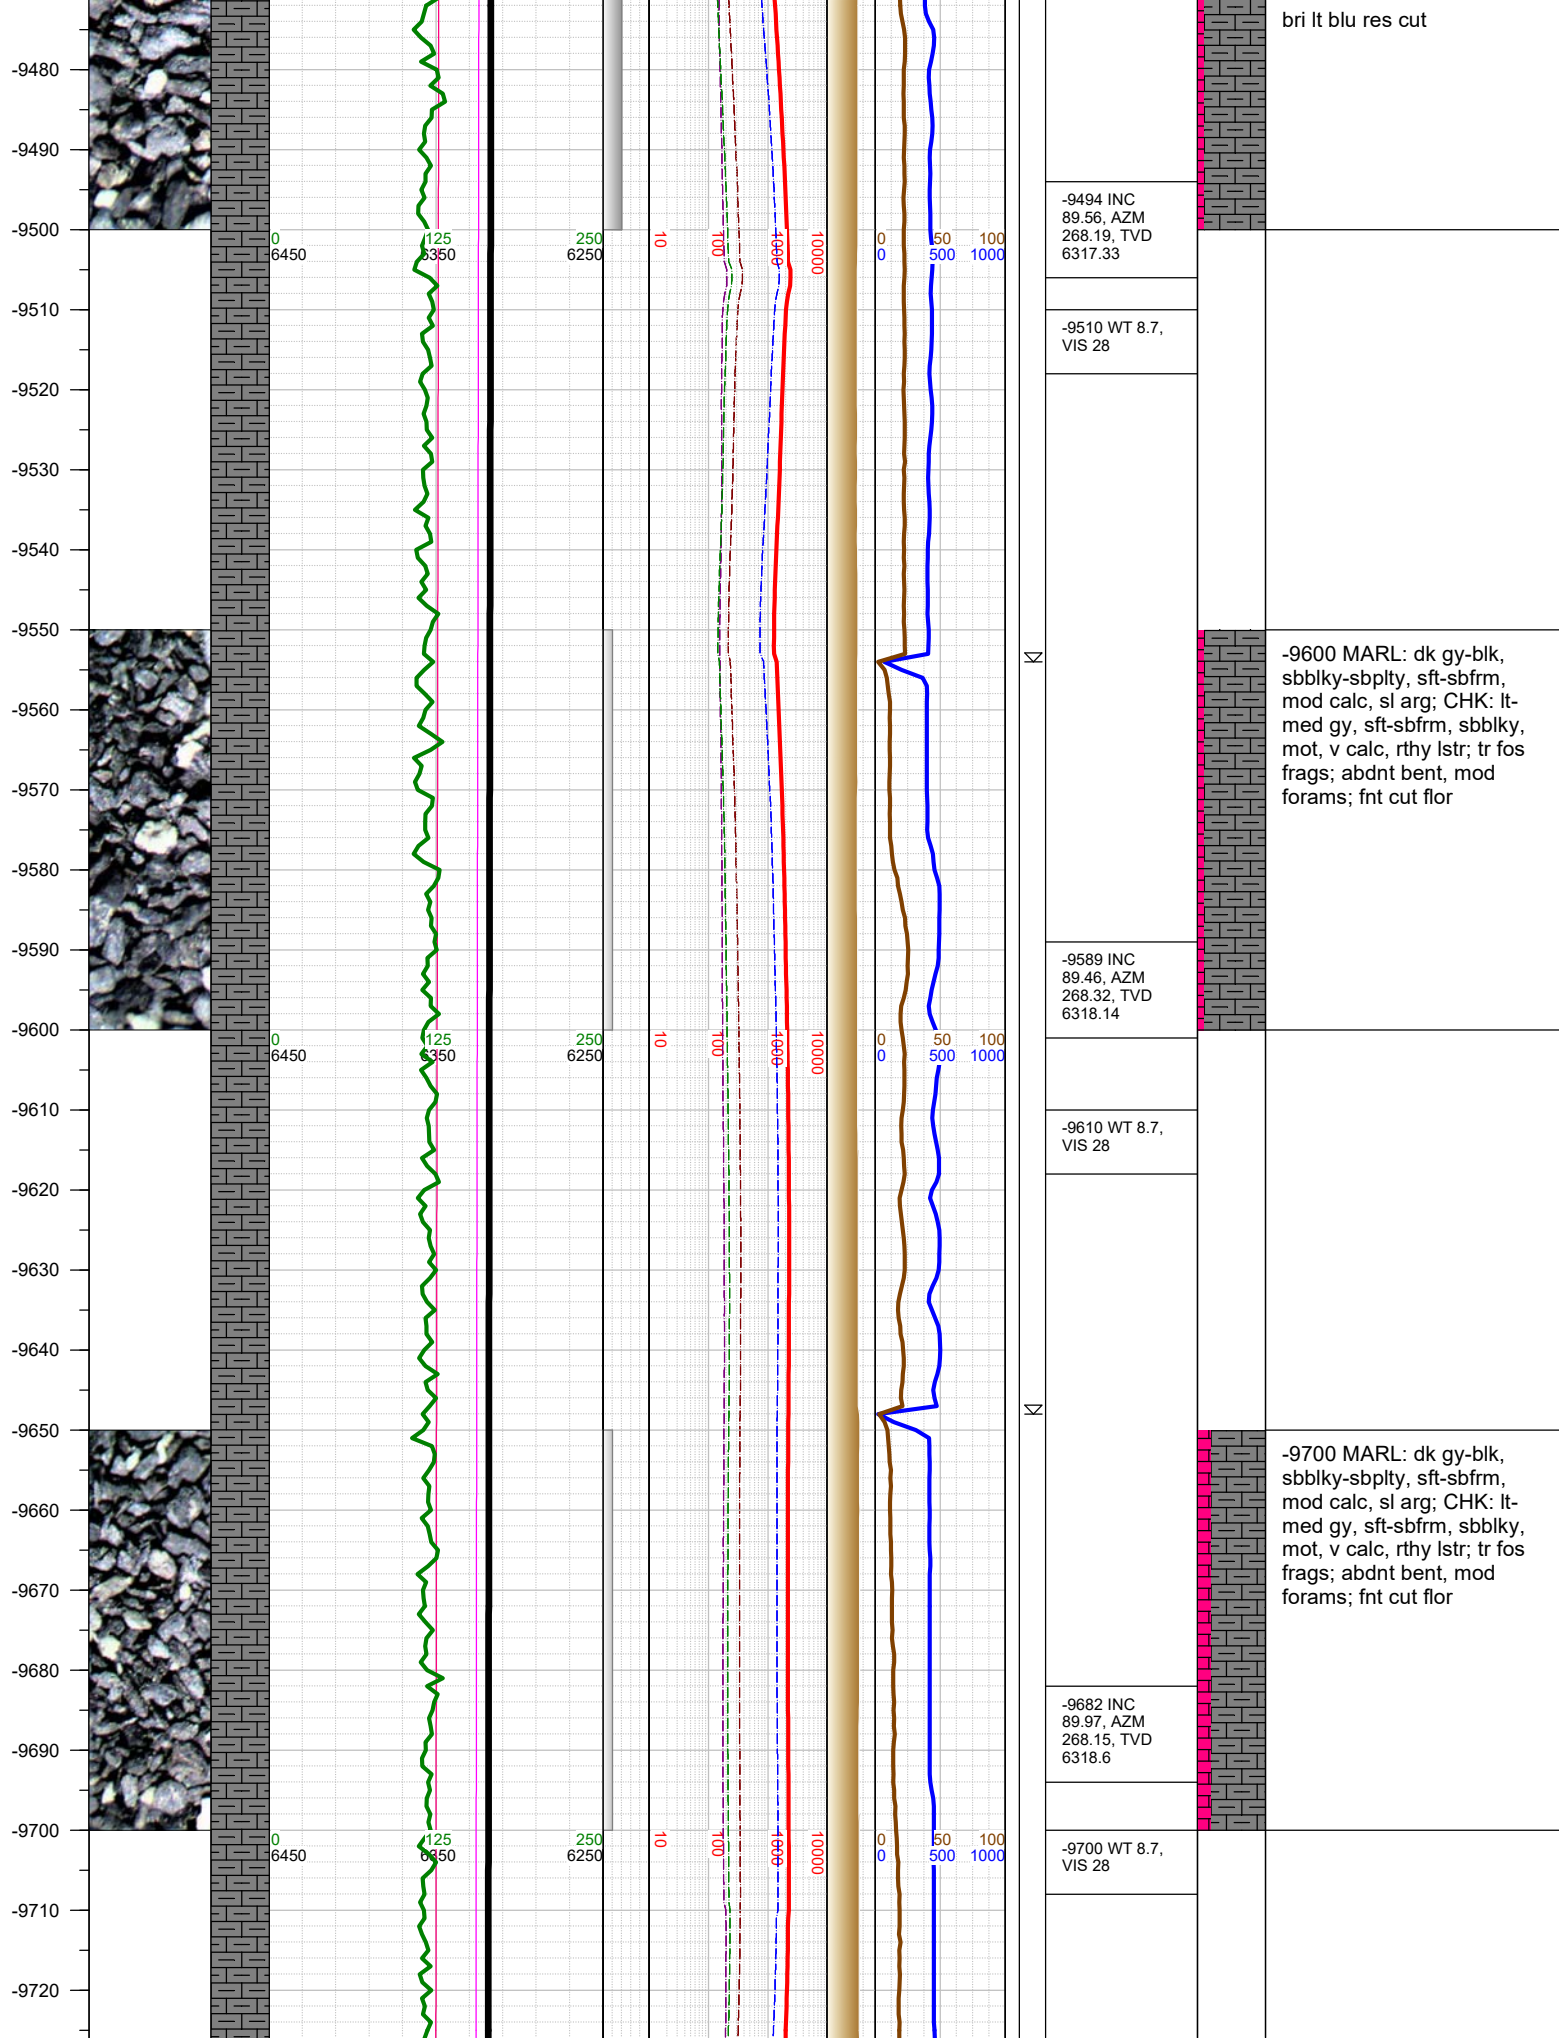 bri lt blu res cut
-9480
-9490
-9494 INC
89.56, AZM
268.19, TVD
6317.33
-9500
0 125 250 10 100 1000 10000 0 50 100
6450 6350 6250 0 500 1000
-9510
-9510 WT 8.7,
VIS 28
-9520
-9530
-9540
-9550
-9600 MARL: dk gy-blk,
sbblky-sbplty, sft-sbfrm,
mod calc, sl arg; CHK: lt-
med gy, sft-sbfrm, sbblky,
mot, v calc, rthy lstr; tr fos
frags; abdnt bent, mod
forams; fnt cut flor
-9560
-9570
-9580
-9590
-9589 INC
89.46, AZM
268.32, TVD
6318.14
-9600
0 125 250 10 100 1000 10000 0 50 100
6450 6350 6250 0 500 1000
-9610
-9610 WT 8.7,
VIS 28
-9620
-9630
-9640
-9650
-9700 MARL: dk gy-blk,
sbblky-sbplty, sft-sbfrm,
mod calc, sl arg; CHK: lt-
med gy, sft-sbfrm, sbblky,
mot, v calc, rthy lstr; tr fos
frags; abdnt bent, mod
forams; fnt cut flor
-9660
-9670
-9680
-9690
-9682 INC
89.97, AZM
268.15, TVD
6318.6
-9700
0 125 250 10 100 1000 10000 0 50 100
6450 6350 6250 0 500 1000
-9700 WT 8.7,
VIS 28
-9710
-9720